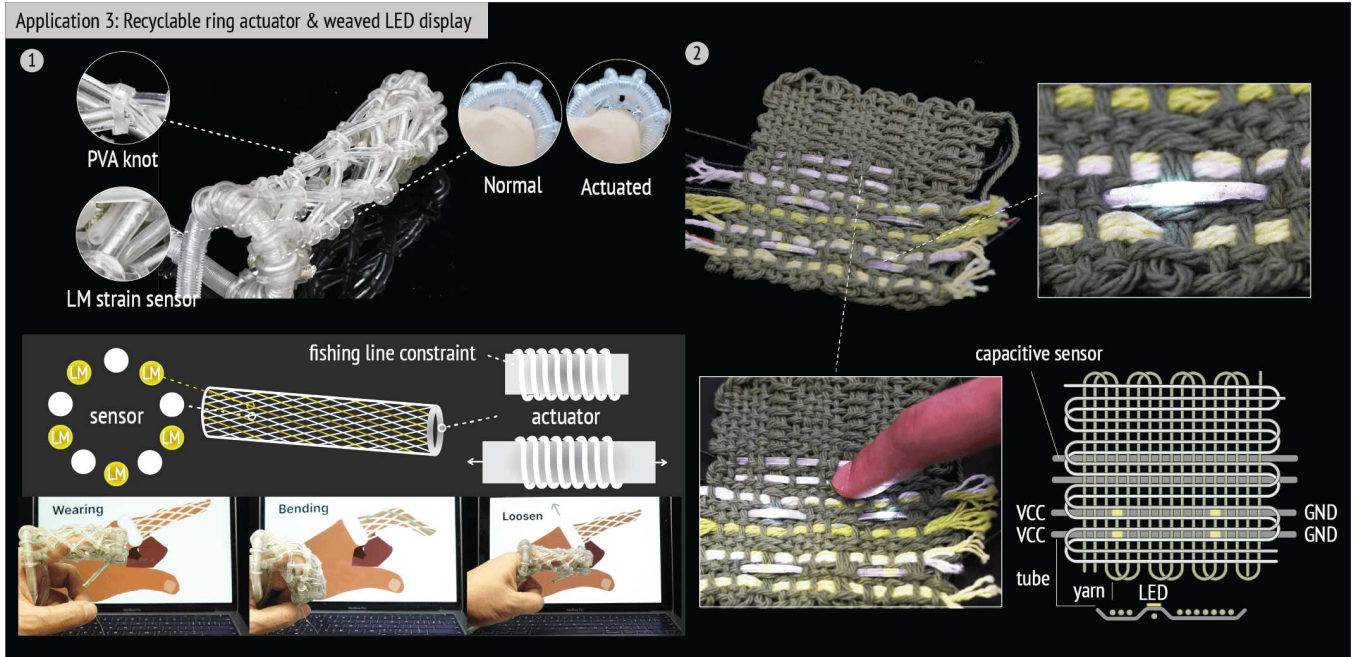 Application 3: Recyclable ring actuator & weaved LED display
1
PVA knot
LM strain sensor
Normal
Actuated
fishing line constraint
LM
LM
sensor
LM
LM
LM
actuator
Wearing
Bending
Loosen
2
capacitive sensor
VCC
GND
VCC
GND
tube
yarn
LED